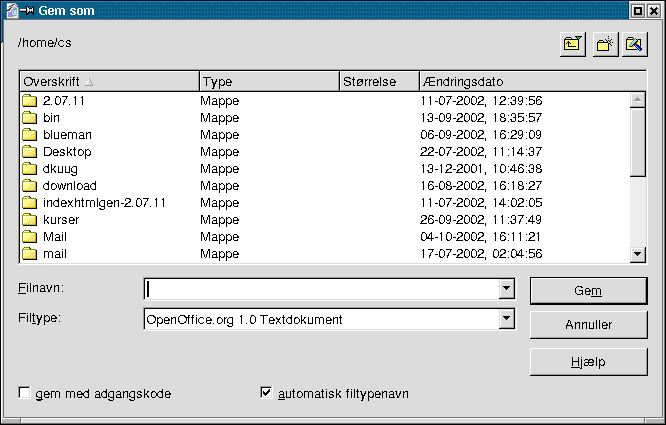 Gem som
/home/cs
Overskrift Type Størrelse Ændringsdato
2.07.11 Mappe 11-07-2002, 12:39:56
bin Mappe 13-09-2002, 18:35:57
blueman Mappe 06-09-2002, 16:29:09
Desktop Mappe 22-07-2002, 11:14:37
dkuug Mappe 13-12-2001, 10:46:38
download Mappe 16-08-2002, 16:18:27
indexhtmlgen-2.07.11 Mappe 11-07-2002, 14:02:05
kurser Mappe 26-09-2002, 11:37:49
Mail Mappe 04-10-2002, 16:11:21
mail Mappe 17-07-2002, 02:04:56
Filnavn: Gem
Filtype: OpenOffice.org 1.0 Textdokument Annuller
Hjælp
gem med adgangskode automatisk filtypenavn